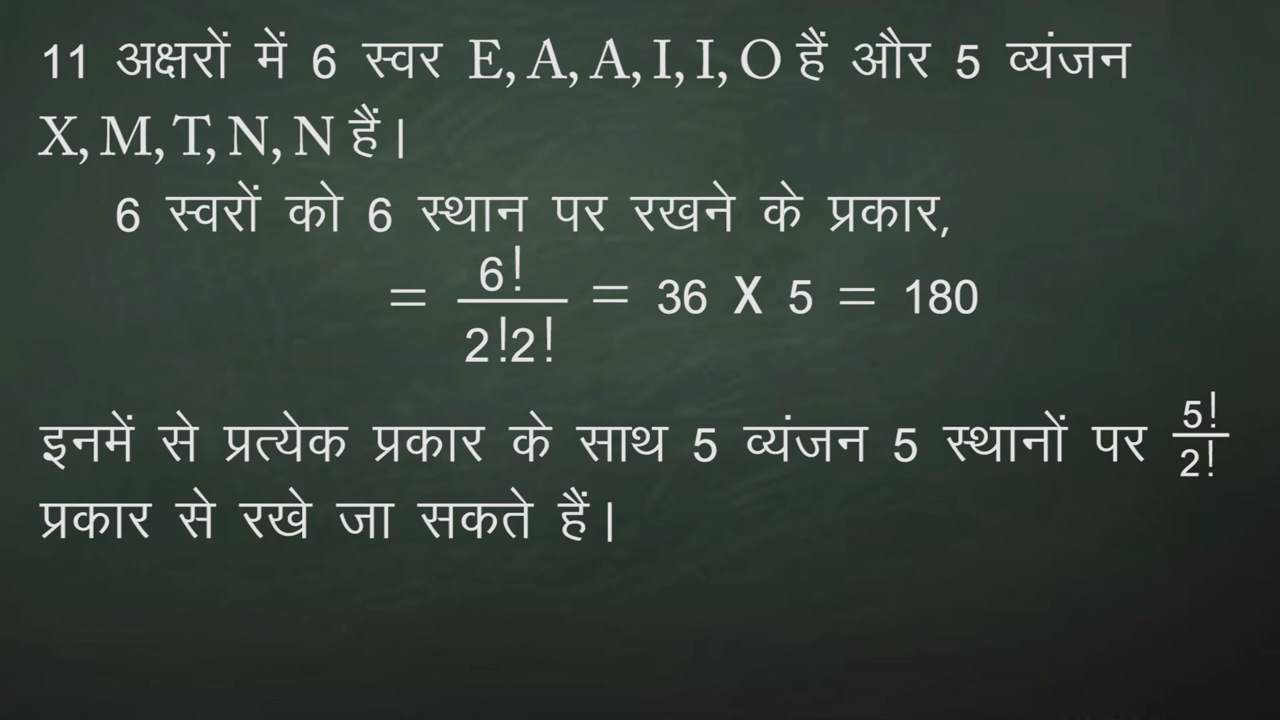 11 अक्षरों में 6 स्वर E, A, A, I, I, O हैं और 5 व्यंजन
X, M, T, N, N हैं।
6 स्वरों को 6 स्थान पर रखने के प्रकार,
= 6!/2!2! = 36 X 5 = 180
इनमें से प्रत्येक प्रकार के साथ 5 व्यंजन 5 स्थानों पर 5!/2!
प्रकार से रखे जा सकते हैं।